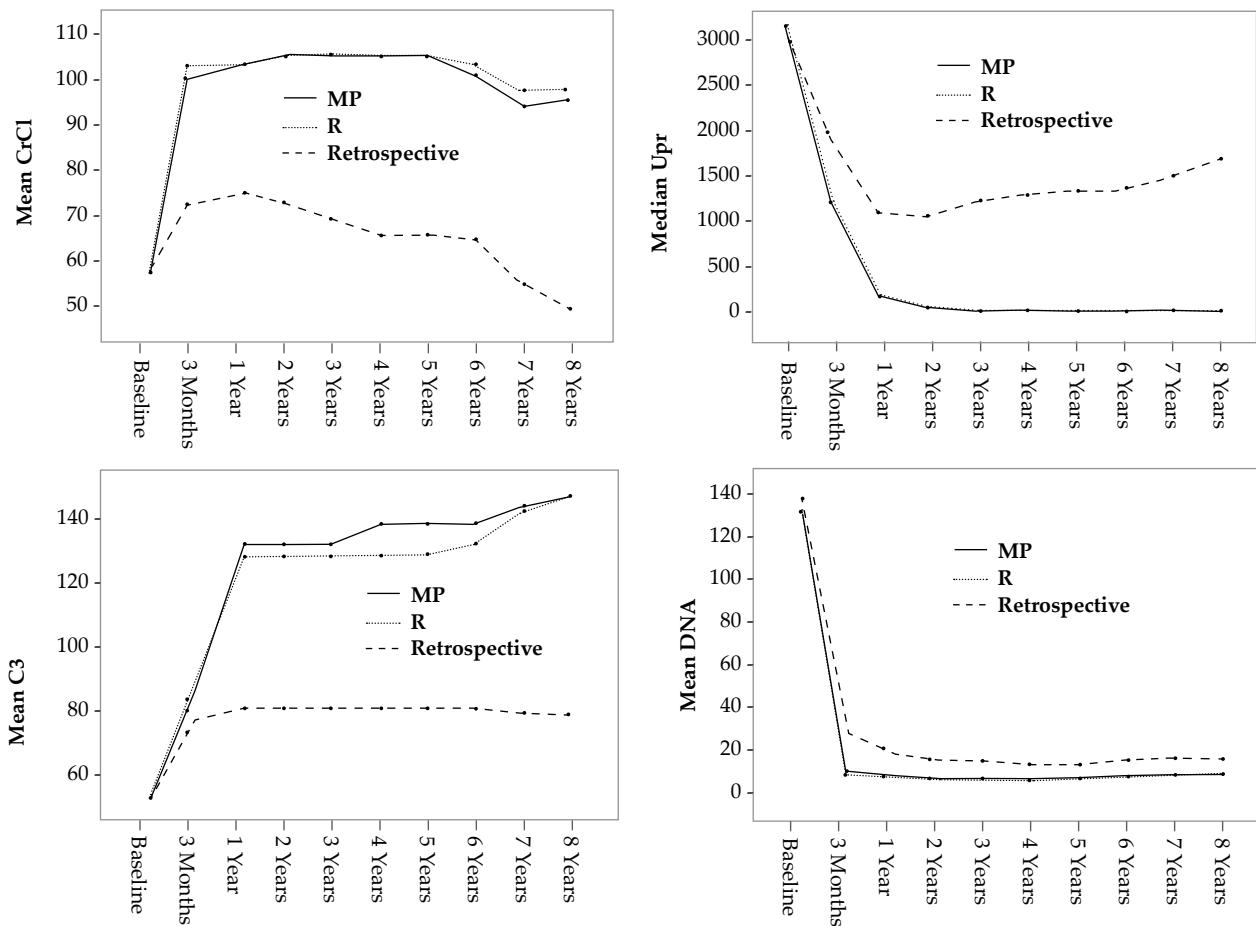 Mean CrCl
110
100
90
80
70
60
50
MP
R
Retrospective
Baseline
3 Months
1 Year
2 Years
3 Years
4 Years
5 Years
6 Years
7 Years
8 Years
Median Upr
3000
2500
2000
1500
1000
500
0
MP
R
Retrospective
Baseline
3 Months
1 Year
2 Years
3 Years
4 Years
5 Years
6 Years
7 Years
8 Years
Mean C3
140
120
100
80
60
MP
R
Retrospective
Baseline
3 Months
1 Year
2 Years
3 Years
4 Years
5 Years
6 Years
7 Years
8 Years
Mean DNA
140
120
100
80
60
40
20
0
MP
R
Retrospective
Baseline
3 Months
1 Year
2 Years
3 Years
4 Years
5 Years
6 Years
7 Years
8 Years